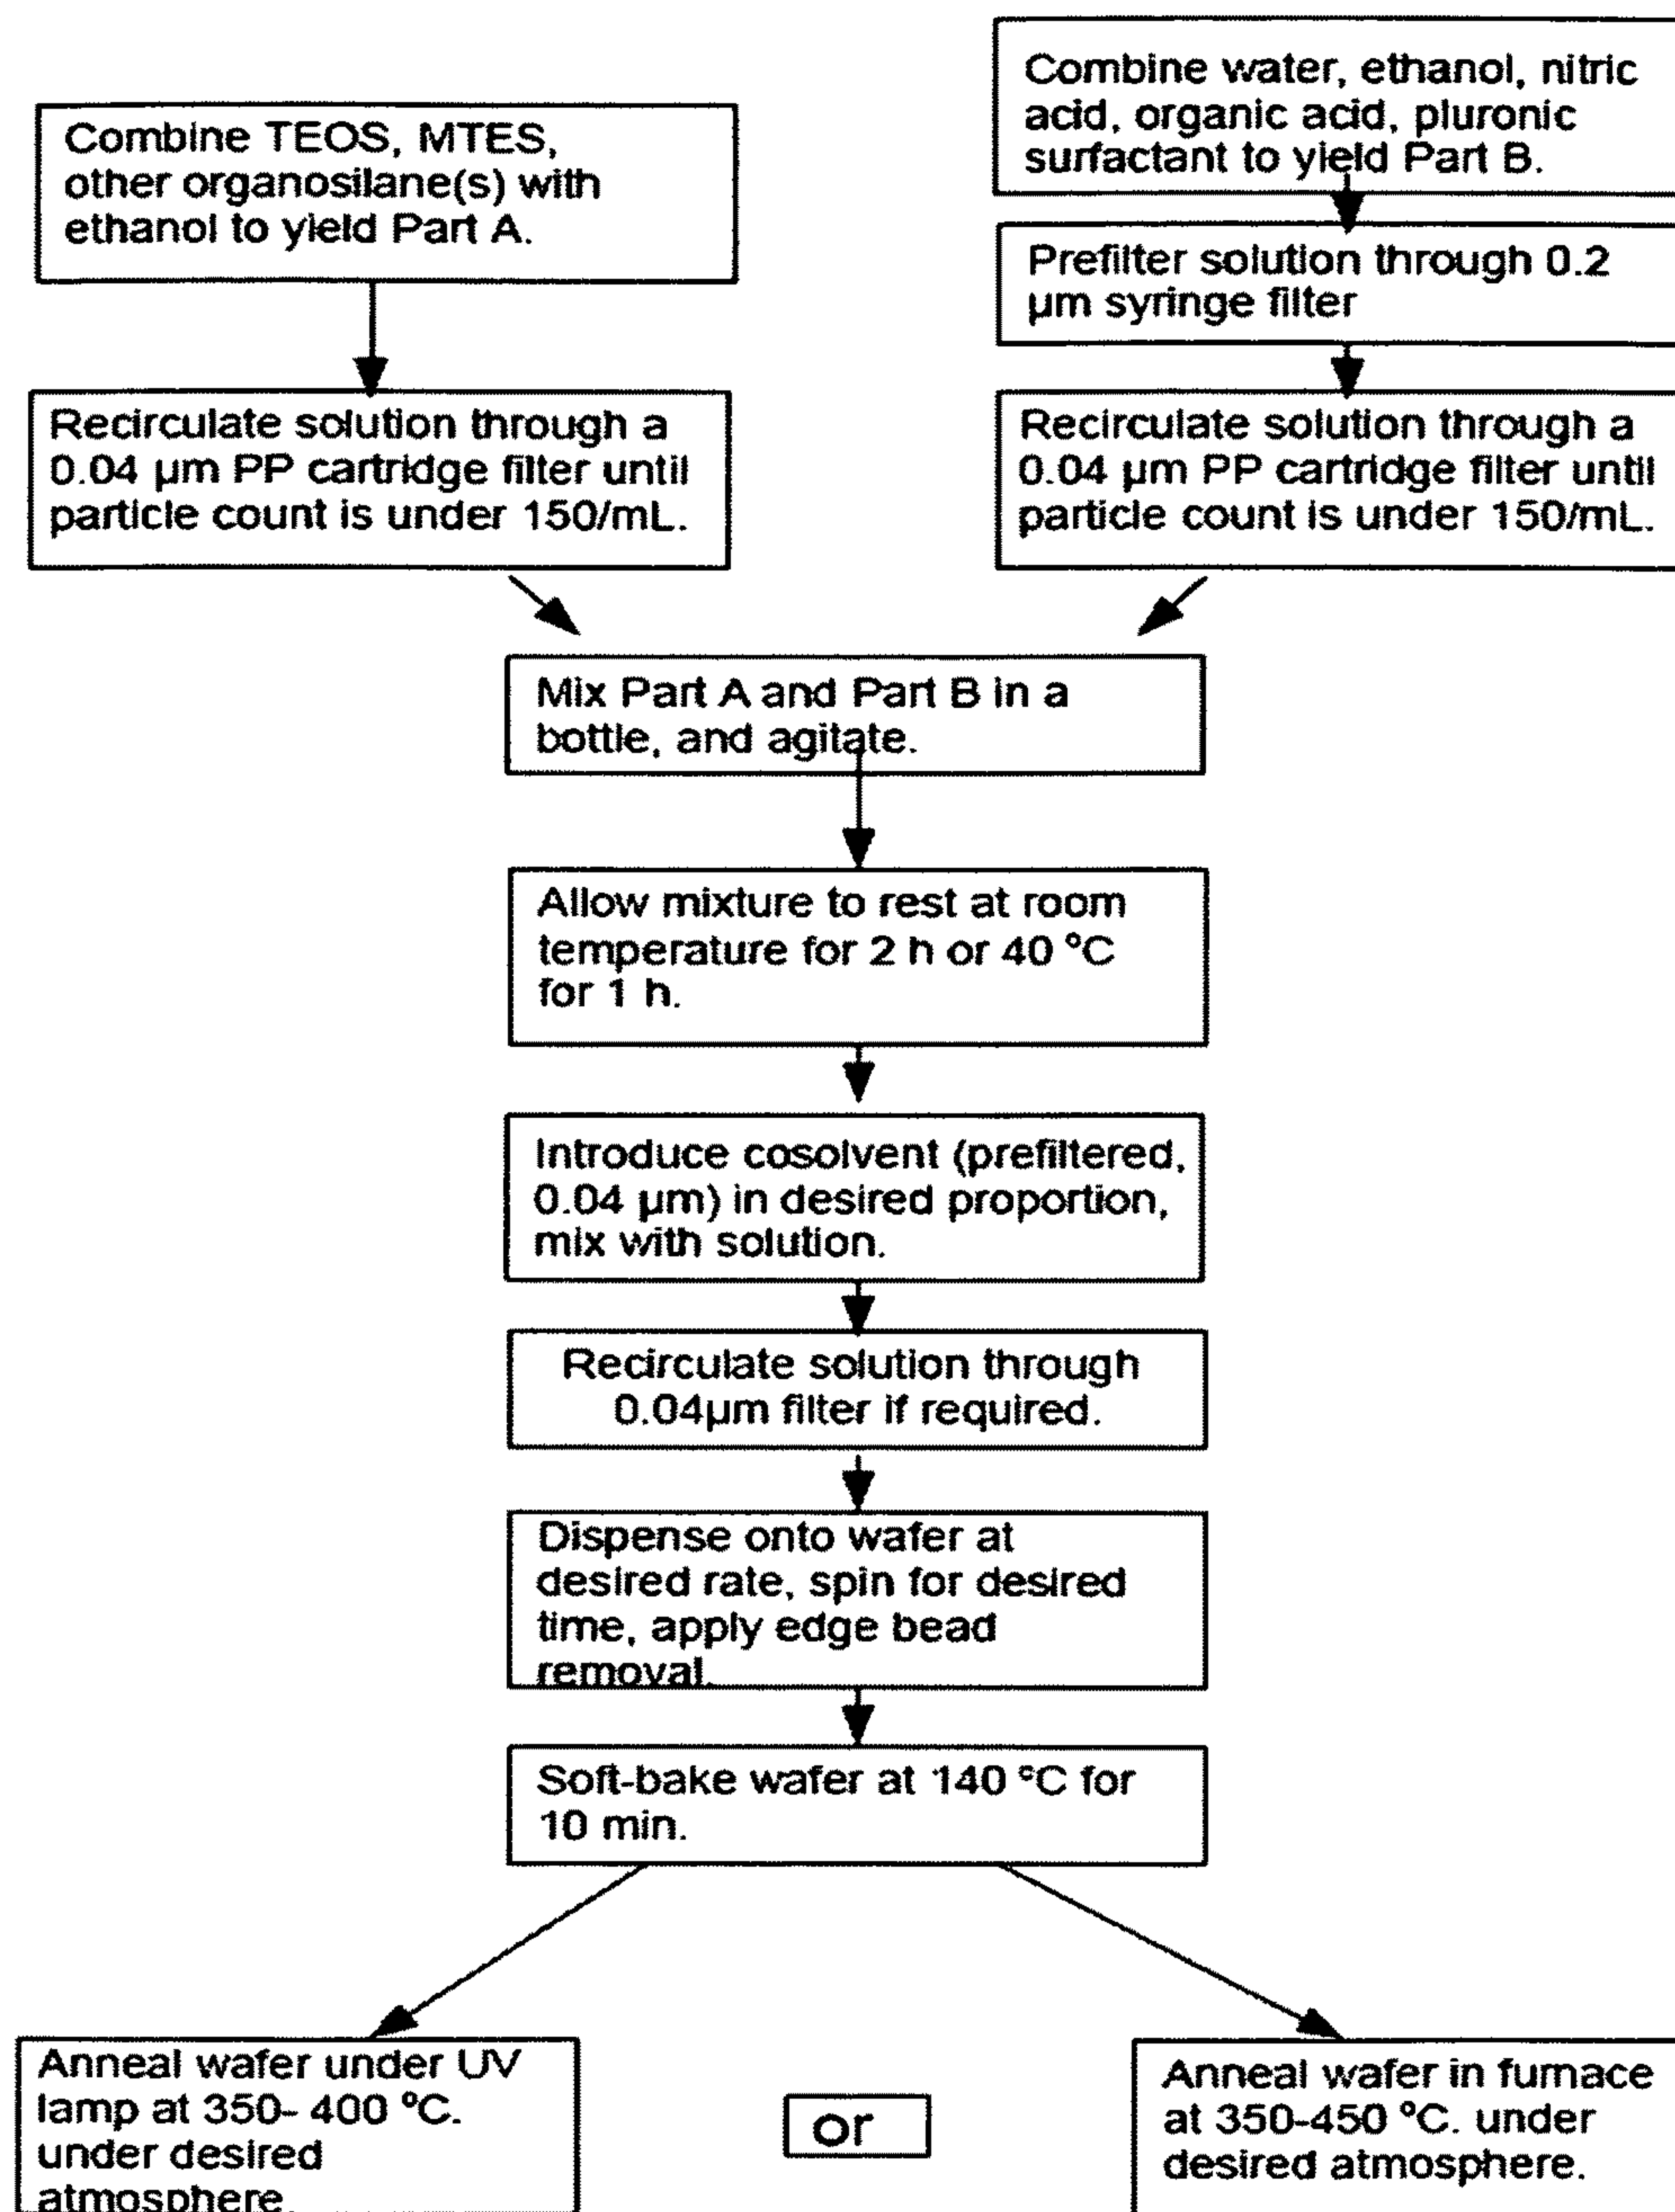 Combine TEOS, MTES,
other organosilane(s) with
ethanol to yield Part A.
Combine water, ethanol, nitric
acid, organic acid, pluronic
surfactant to yield Part B.
Prefilter solution through 0.2
µm syringe filter
Recirculate solution through a
0.04 µm PP cartridge filter until
particle count is under 150/mL.
Recirculate solution through a
0.04 µm PP cartridge filter until
particle count is under 150/mL.
Mix Part A and Part B in a
bottle, and agitate.
Allow mixture to rest at room
temperature for 2 h or 40 °C
for 1 h.
Introduce cosolvent (prefiltered,
0.04 µm) in desired proportion,
mix with solution.
Recirculate solution through
0.04µm filter if required.
Dispense onto wafer at
desired rate, spin for desired
time, apply edge bead
removal.
Soft-bake wafer at 140 °C for
10 min.
Anneal wafer under UV
lamp at 350- 400 °C.
under desired
atmosphere.
or
Anneal wafer in furnace
at 350-450 °C. under
desired atmosphere.